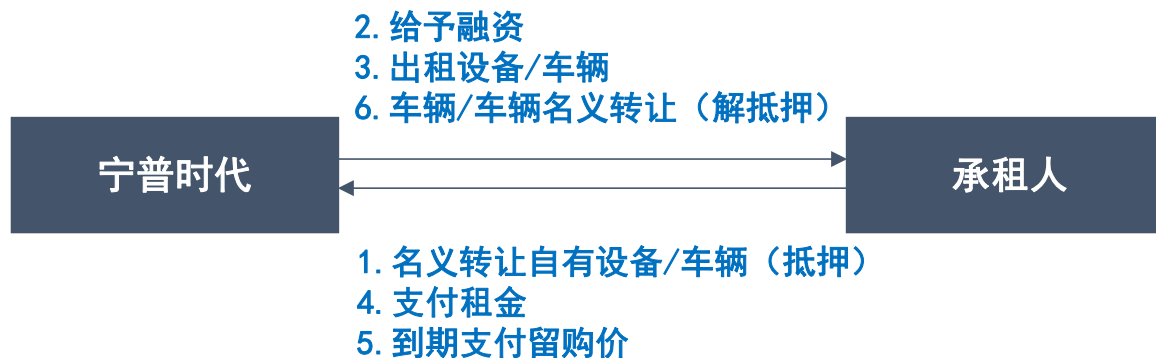 2.给予融资
3.出租设备/车辆
6.车辆/车辆名义转让（解抵押）
宁普时代
承租人
1.名义转让自有设备/车辆（抵押）
4.支付租金
5.到期支付留购价